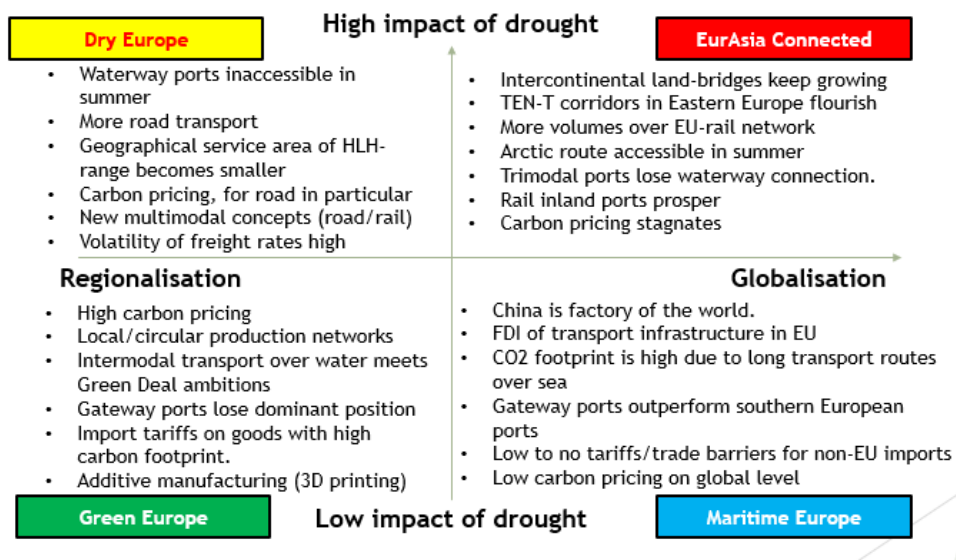 High impact of drought
Dry Europe
• Waterway ports inaccessible in
summer
• More road transport
• Geographical service area of HLH-
range becomes smaller
• Carbon pricing, for road in particular
• New multimodal concepts (road/rail)
• Volatility of freight rates high
EurAsia Connected
• Intercontinental land-bridges keep growing
• TEN-T corridors in Eastern Europe flourish
• More volumes over EU-rail network
• Arctic route accessible in summer
• Trimodal ports lose waterway connection.
• Rail inland ports prosper
• Carbon pricing stagnates
Regionalisation
Globalisation
• High carbon pricing
• Local/circular production networks
• Intermodal transport over water meets
Green Deal ambitions
• Gateway ports lose dominant position
• Import tariffs on goods with high
carbon footprint.
• Additive manufacturing (3D printing)
Green Europe
• China is factory of the world.
• FDI of transport infrastructure in EU
• CO2 footprint is high due to long transport routes
over sea
• Gateway ports outperform southern European
ports
• Low to no tariffs/trade barriers for non-EU imports
• Low carbon pricing on global level
Maritime Europe
Low impact of drought